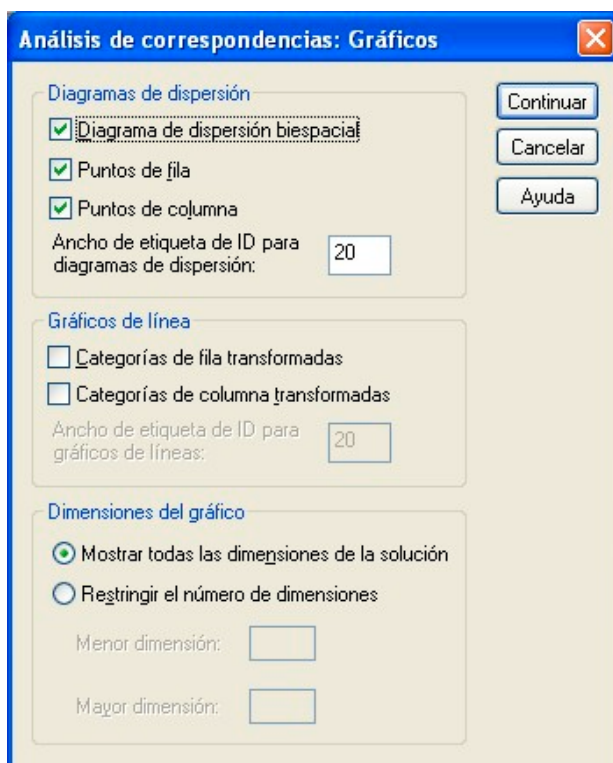 Análisis de correspondencias: Gráficos
Diagramas de dispersión
Diagrama de dispersión biespacial
Puntos de fila
Puntos de columna
Ancho de etiqueta de ID para
diagramas de dispersión:
20
Continuar
Cancelar
Ayuda
Gráficos de línea
Categorías de fila transformadas
Categorías de columna transformadas
Ancho de etiqueta de ID para
gráficos de líneas:
20
Dimensiones del gráfico
Mostrar todas las dimensiones de la solución
Restringir el número de dimensiones
Menor dimensión:
Mayor dimensión: